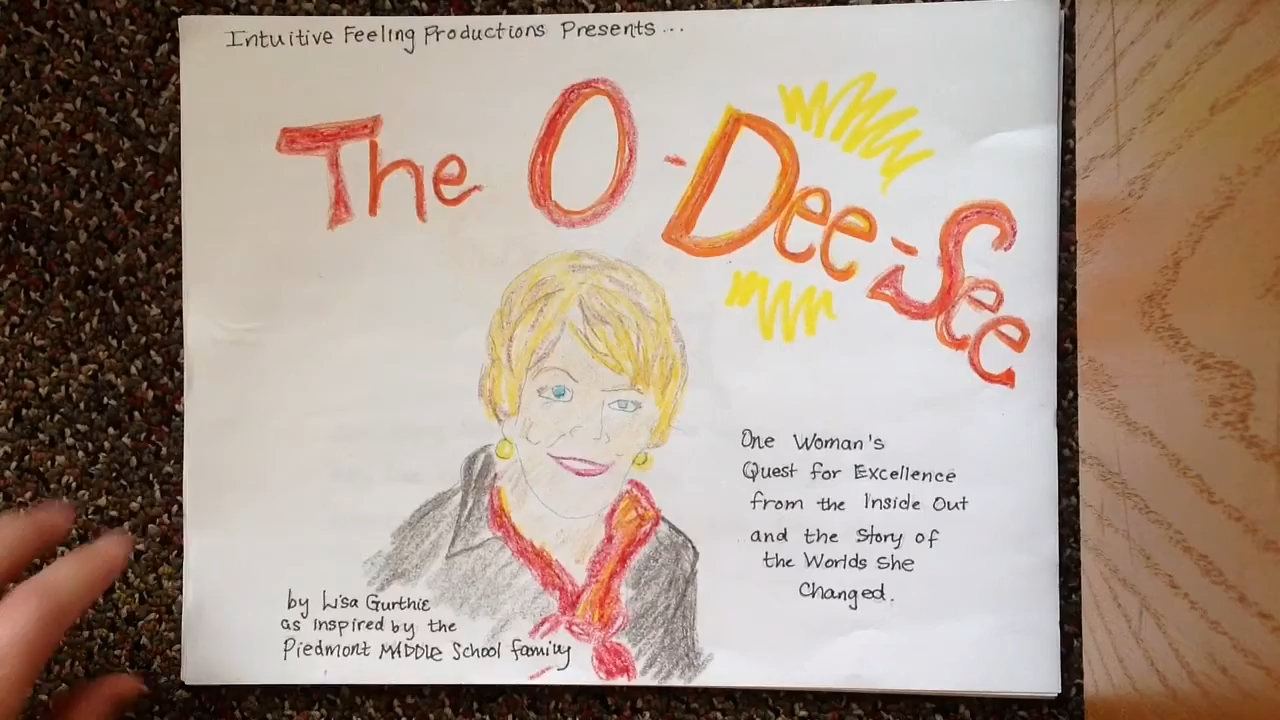 Intuitive Feeling Productions Presents...
The O-Dee-See
One Woman's
Quest for Excellence
from the Inside Out
and the Story of
the Worlds She
Changed.
by Lisa Gurthie
as inspired by the
Piedmont MIDDLE School family